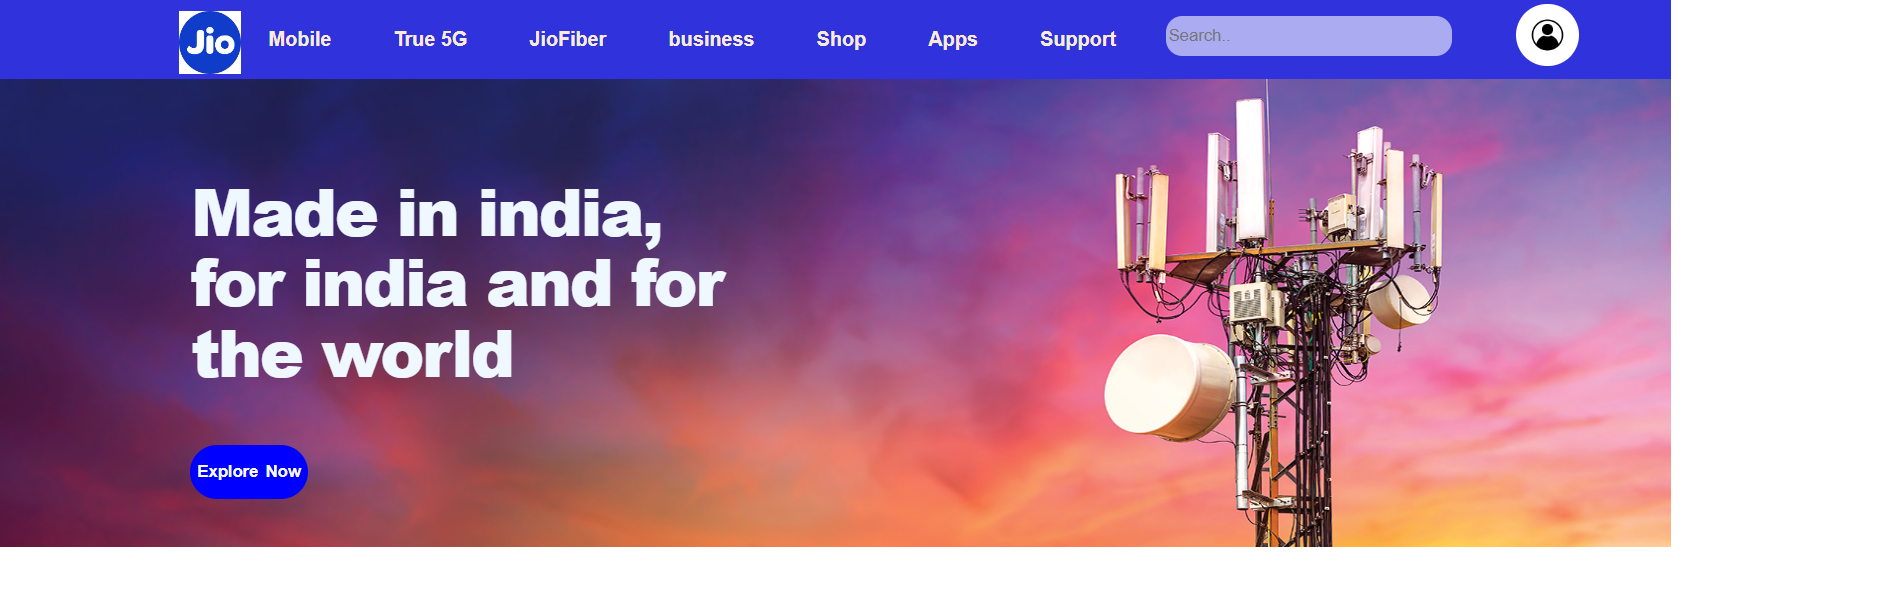 Jio
Mobile
True 5G
JioFiber
business
Shop
Apps
Support
Search..
Made in india,
for india and for
the world
Explore Now